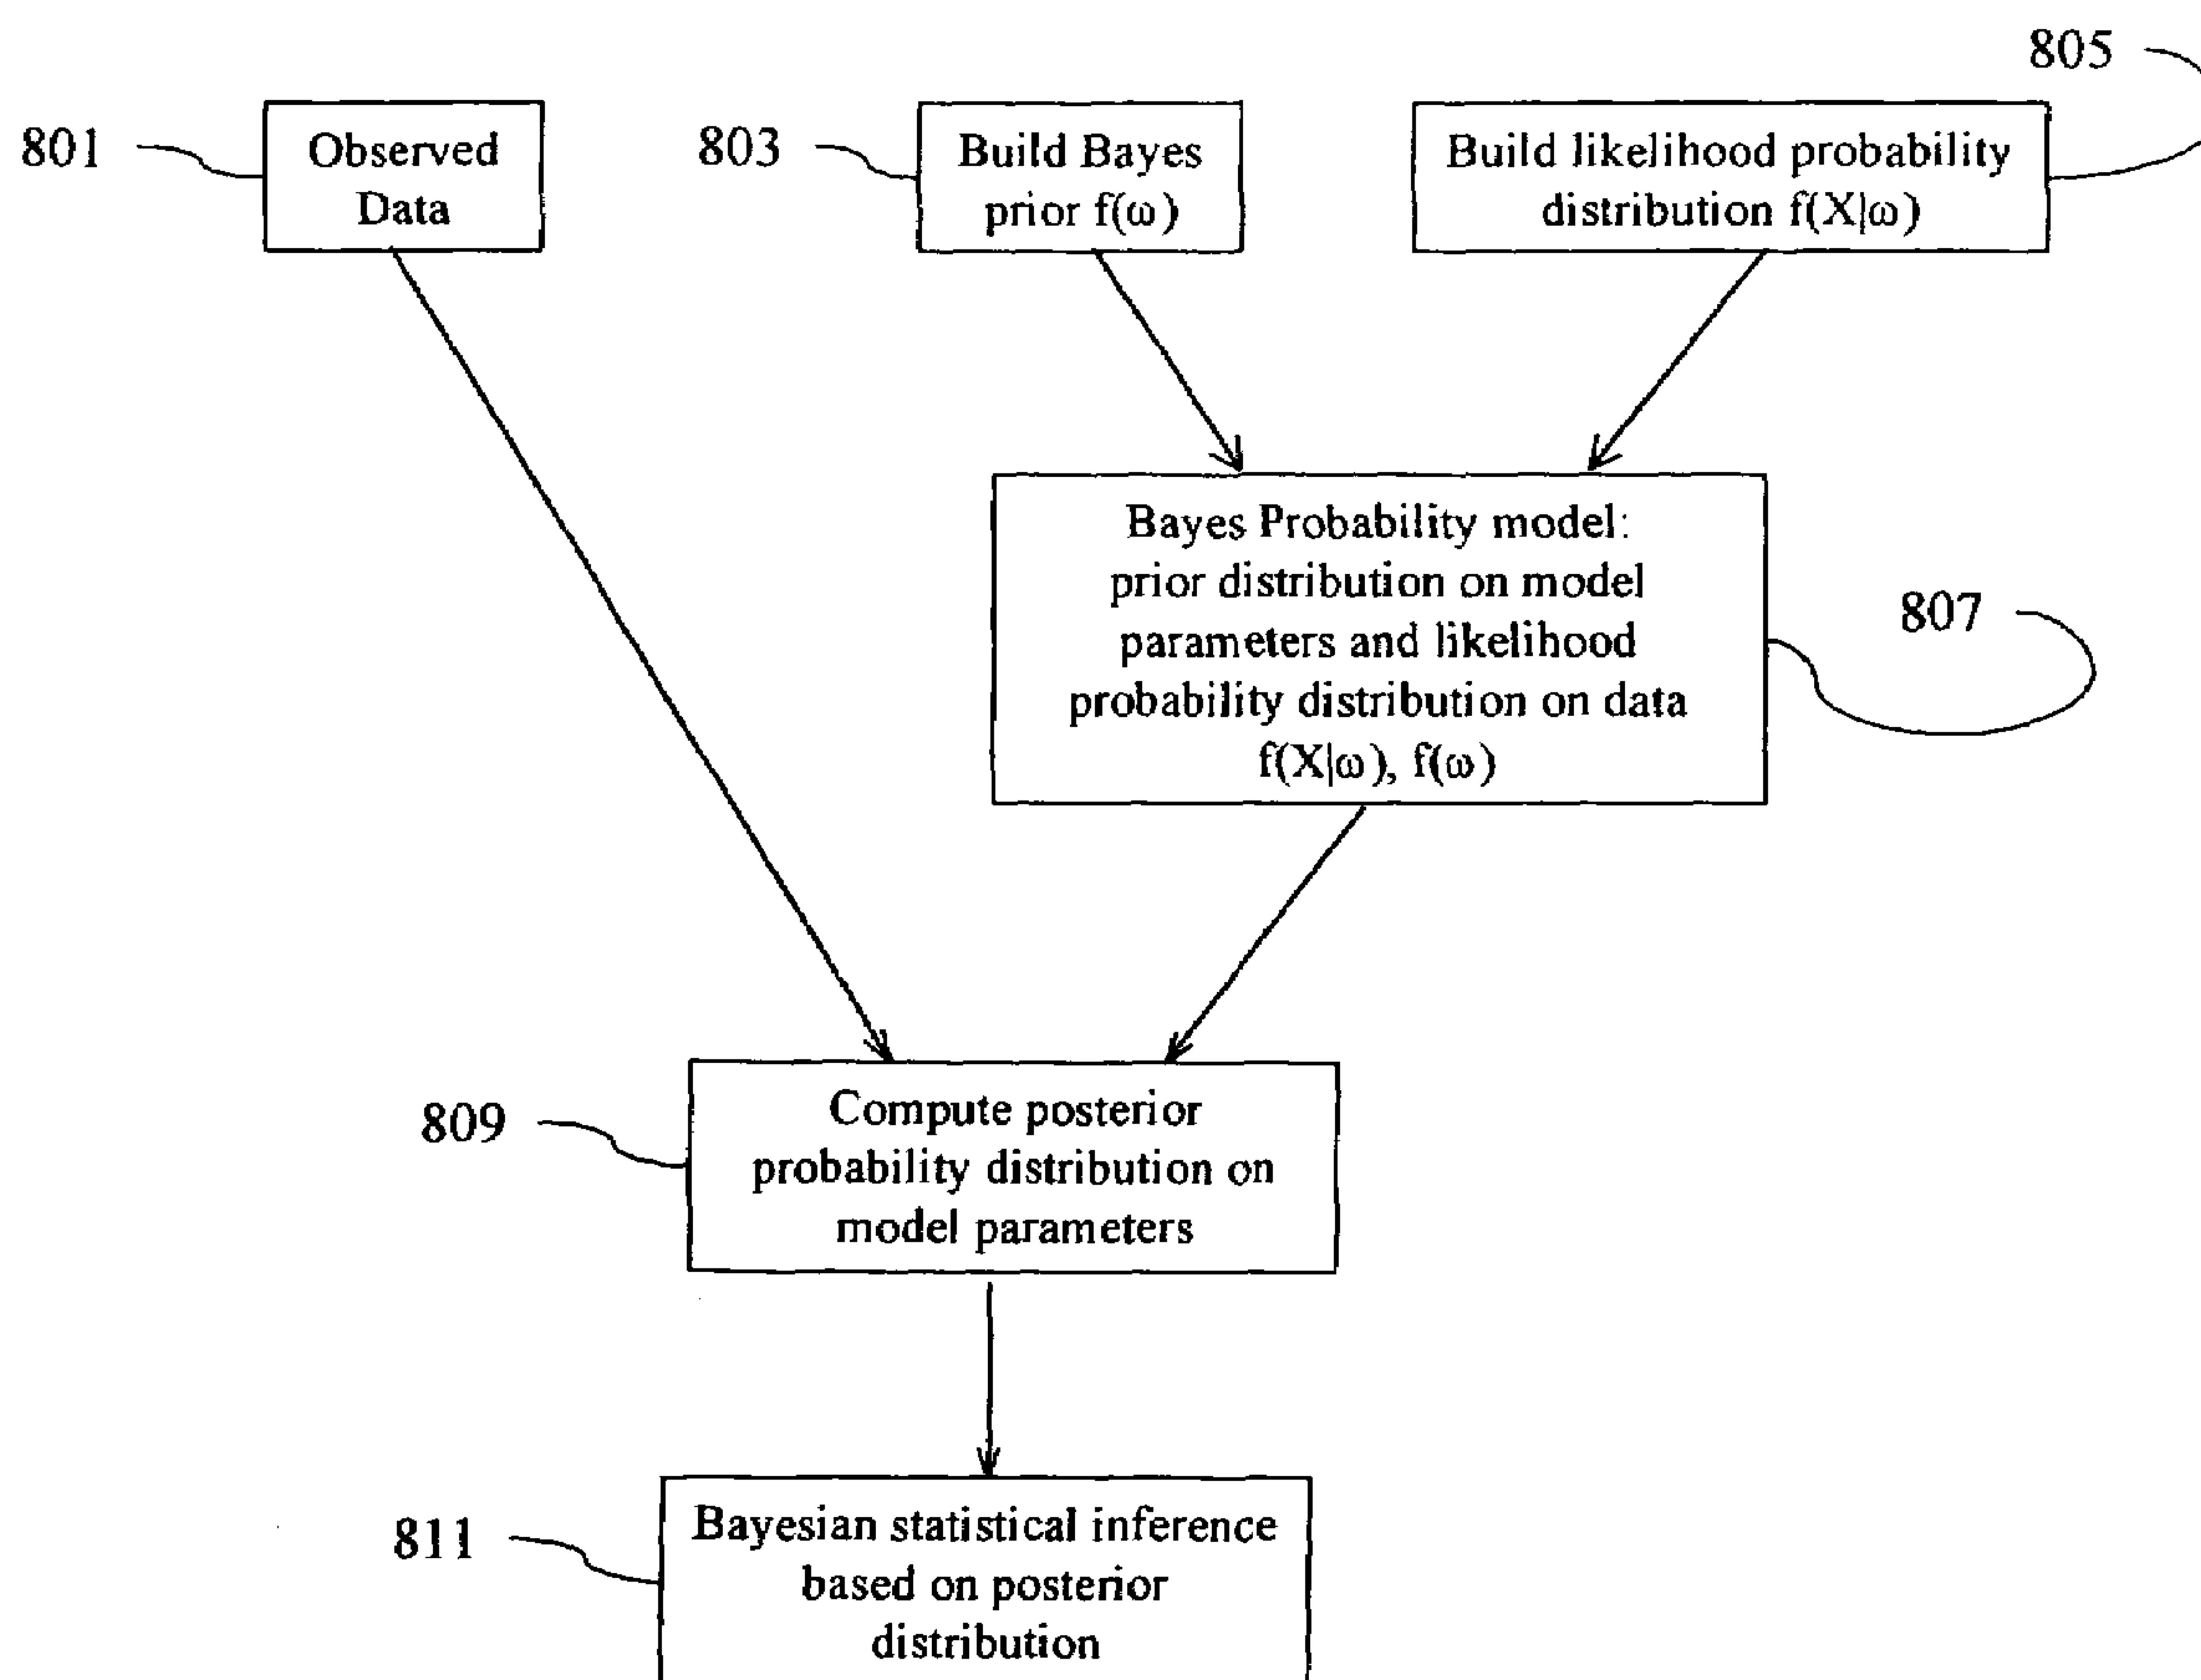 805
801
Observed
Data
803
Build Bayes
prior f(ω)
Build likelihood probability
distribution f(X|ω)
Bayes Probability model:
prior distribution on model
parameters and likelihood
probability distribution on data
f(X|ω), f(ω)
807
809
Compute posterior
probability distribution on
model parameters
811
Bayesian statistical inference
based on posterior
distribution